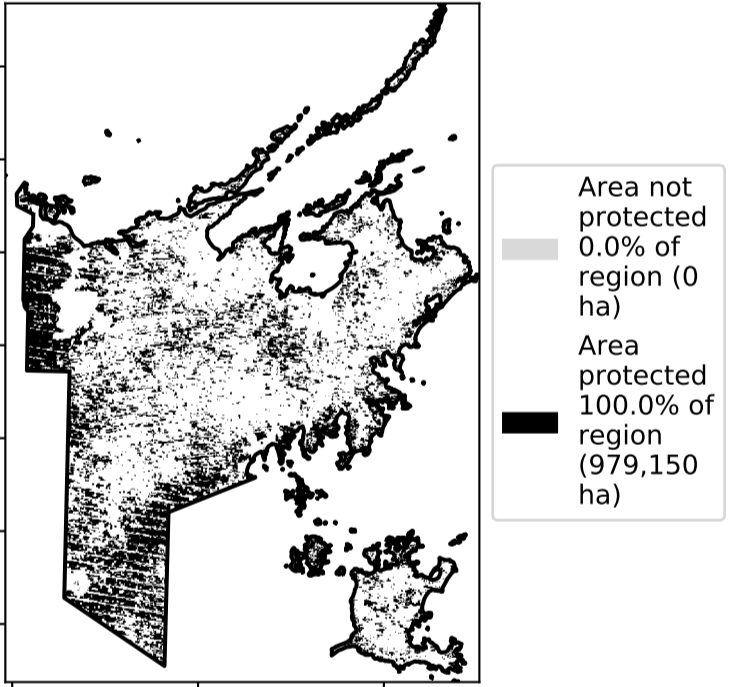 Area not
protected
0.0% of
region (0
ha)
Area
protected
100.0% of
region
(979,150
ha)